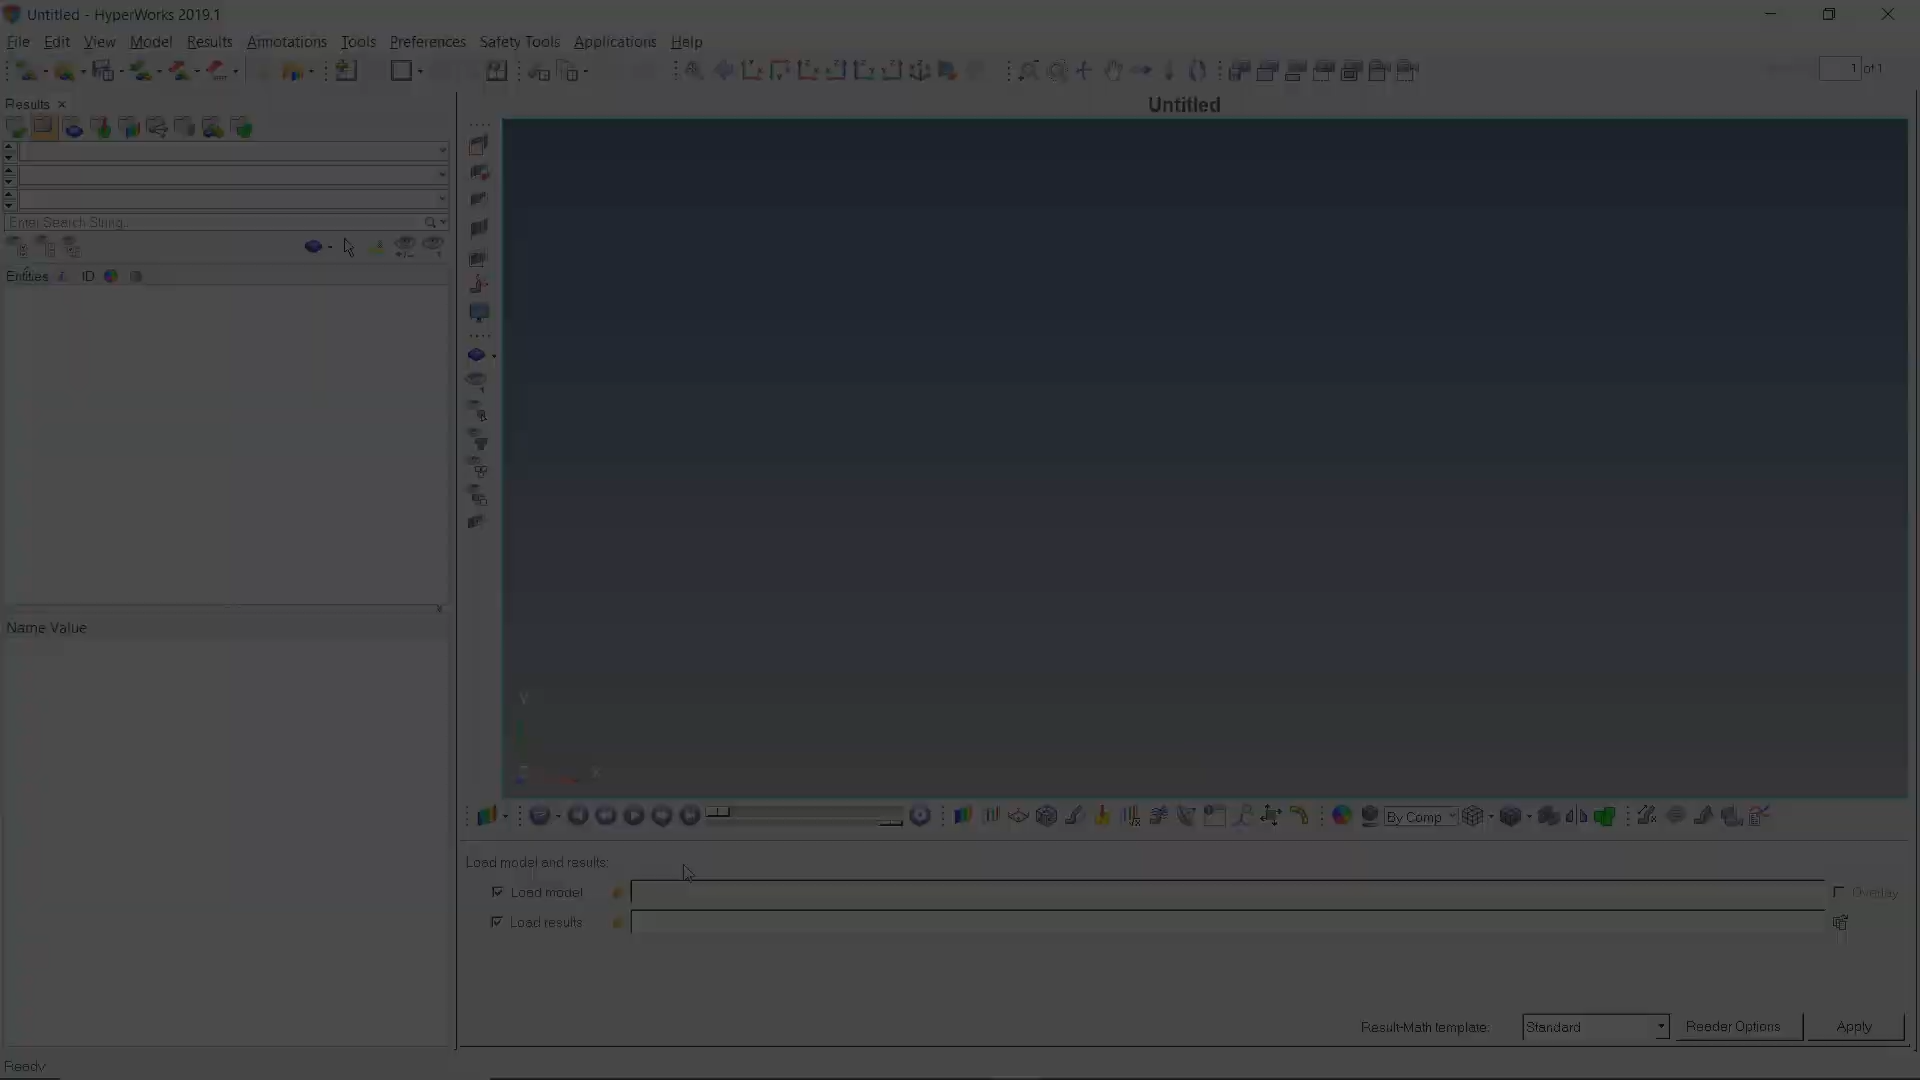 Untitled - HyperWorks 2019.1
File Edit View Model Results Annotations Tools Preferences Safety Tools Applications Help
1 of 1
Results
Untitled
Enter Search String...
Entities ID
Name Value
Y
Z X
By Comp
Load model and results:
Load model
Overlay
Load results
Result-Math template: Standard Reader Options Apply
Ready